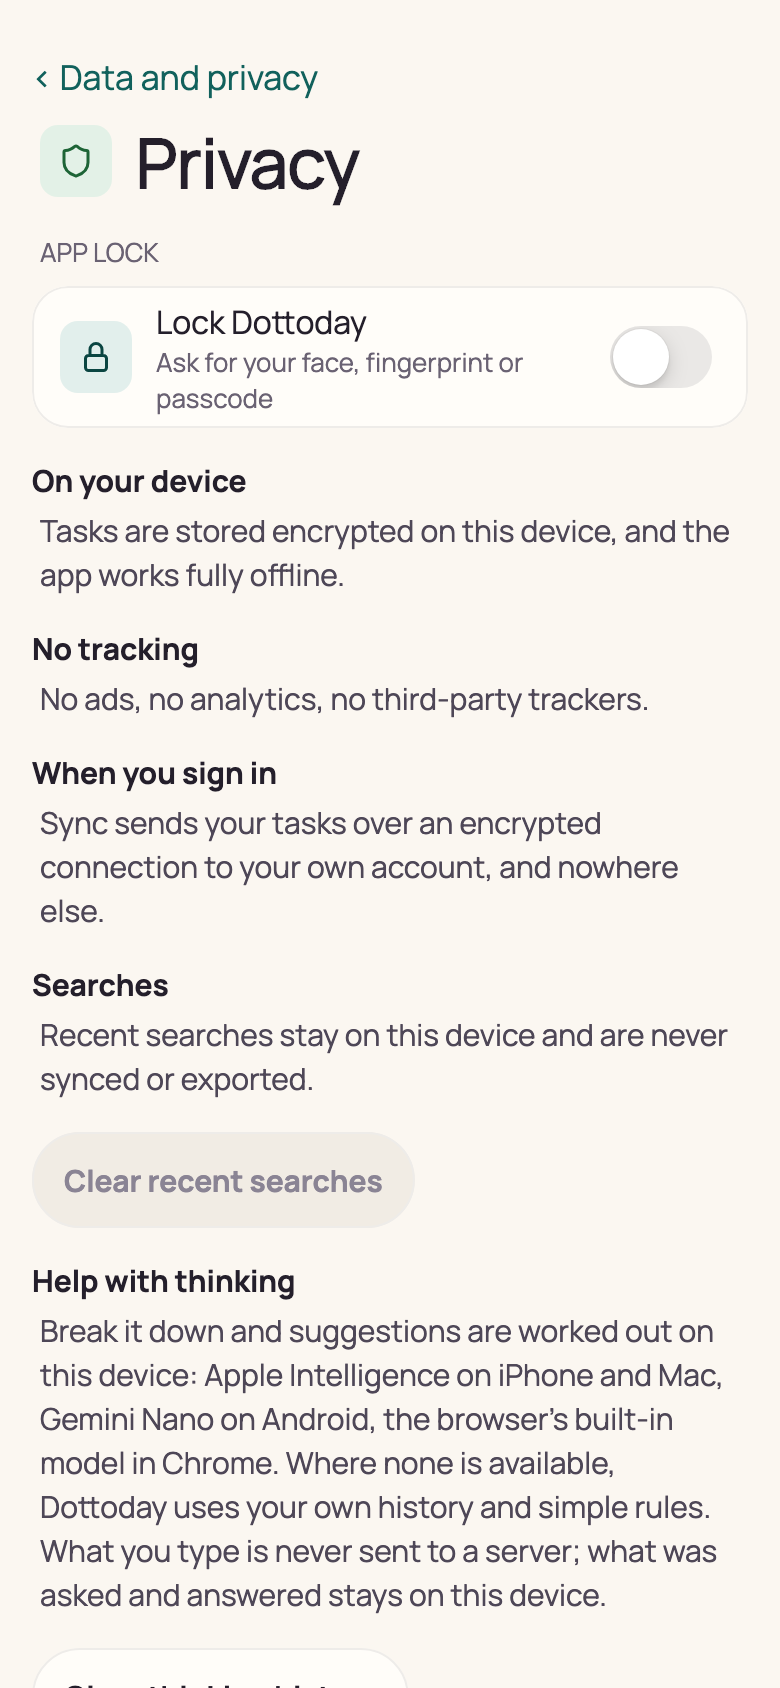 ‹ Data and privacy
Privacy
APP LOCK
Lock Dottoday
Ask for your face, fingerprint or
passcode
On your device
Tasks are stored encrypted on this device, and the
app works fully offline.
No tracking
No ads, no analytics, no third-party trackers.
When you sign in
Sync sends your tasks over an encrypted
connection to your own account, and nowhere
else.
Searches
Recent searches stay on this device and are never
synced or exported.
Clear recent searches
Help with thinking
Break it down and suggestions are worked out on
this device: Apple Intelligence on iPhone and Mac,
Gemini Nano on Android, the browser’s built-in
model in Chrome. Where none is available,
Dottoday uses your own history and simple rules.
What you type is never sent to a server; what was
asked and answered stays on this device.